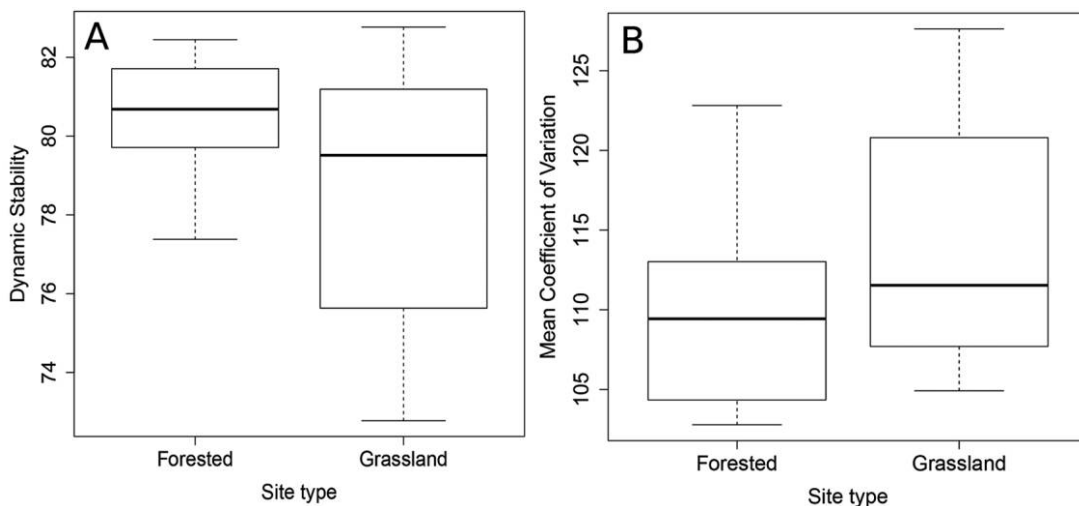 A
Dynamic Stability
82
80
78
76
74
Forested Grassland
Site type
B
Mean Coefficient of Variation
125
120
115
110
105
Forested Grassland
Site type